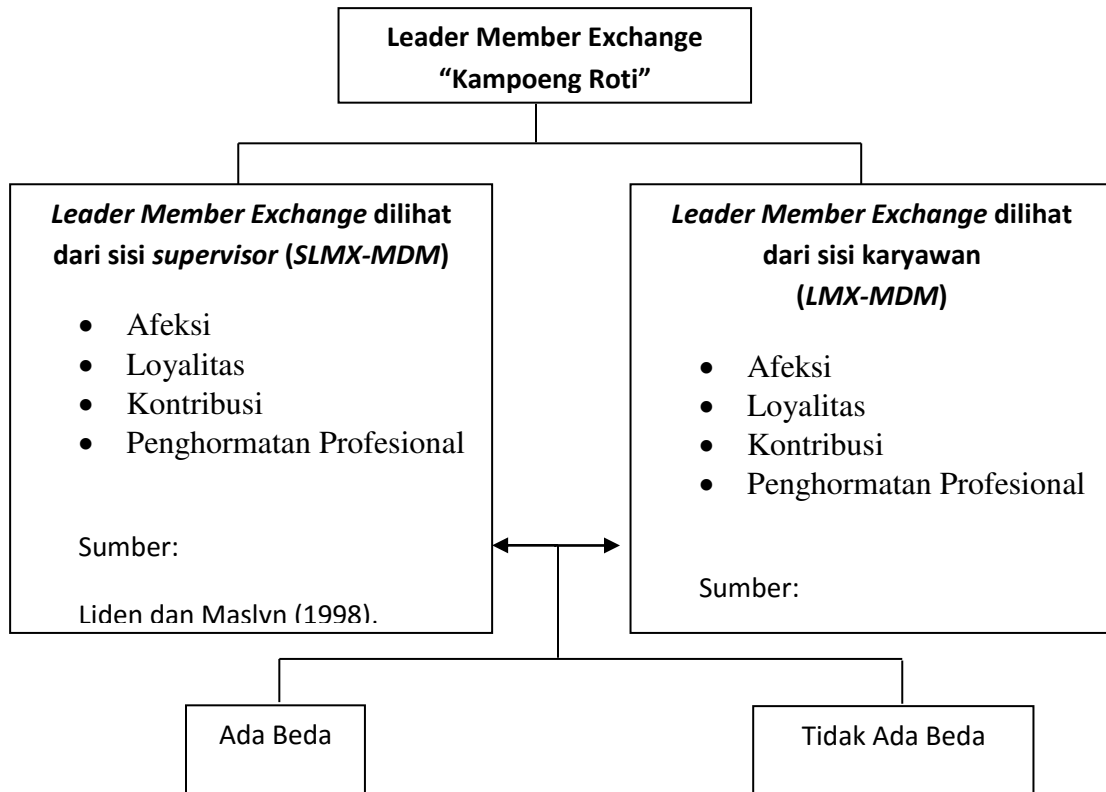 Leader Member Exchange
“Kampoeng Roti”
Leader Member Exchange dilihat
dari sisi supervisor (SLMX-MDM)
• Afeksi
• Loyalitas
• Kontribusi
• Penghormatan Profesional
Sumber:
Liden dan Maslyn (1998).
Leader Member Exchange dilihat
dari sisi karyawan
(LMX-MDM)
• Afeksi
• Loyalitas
• Kontribusi
• Penghormatan Profesional
Sumber:
Ada Beda
Tidak Ada Beda